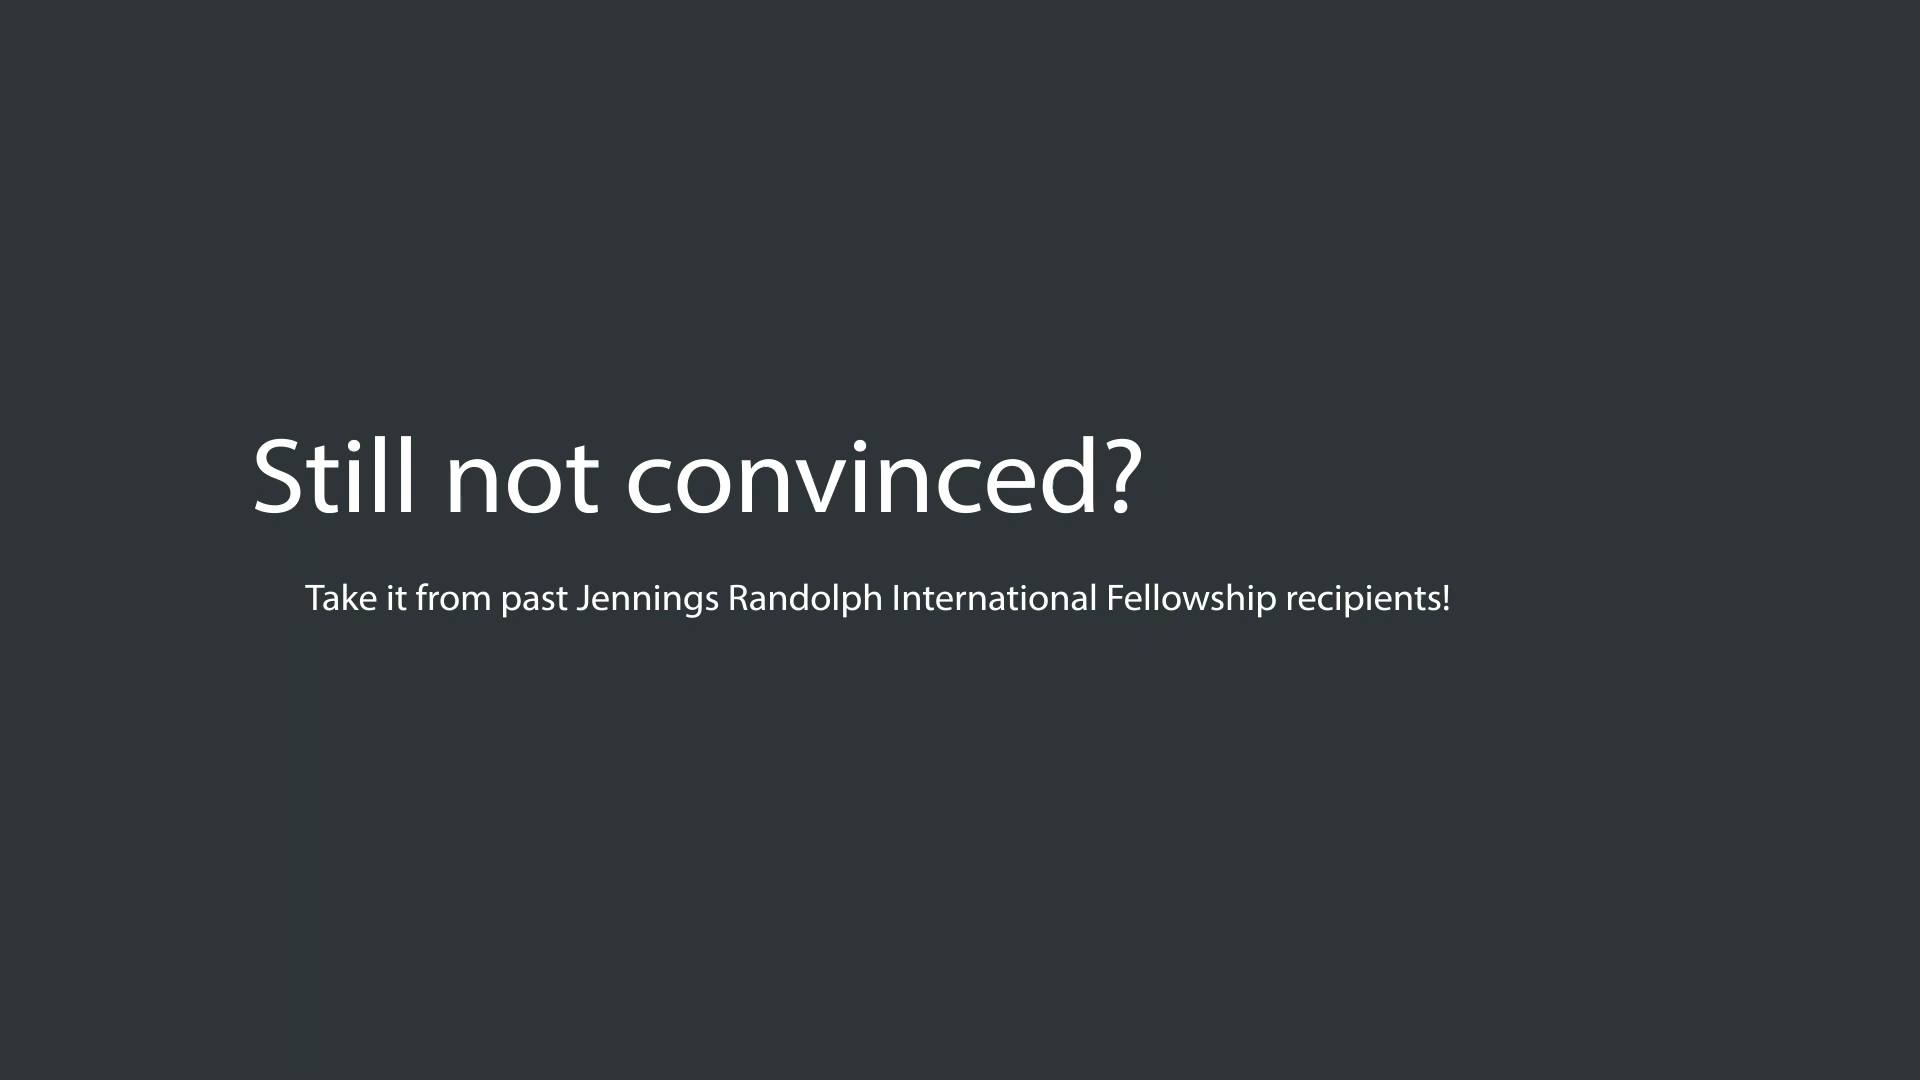 Still not convinced?
Take it from past Jennings Randolph International Fellowship recipients!